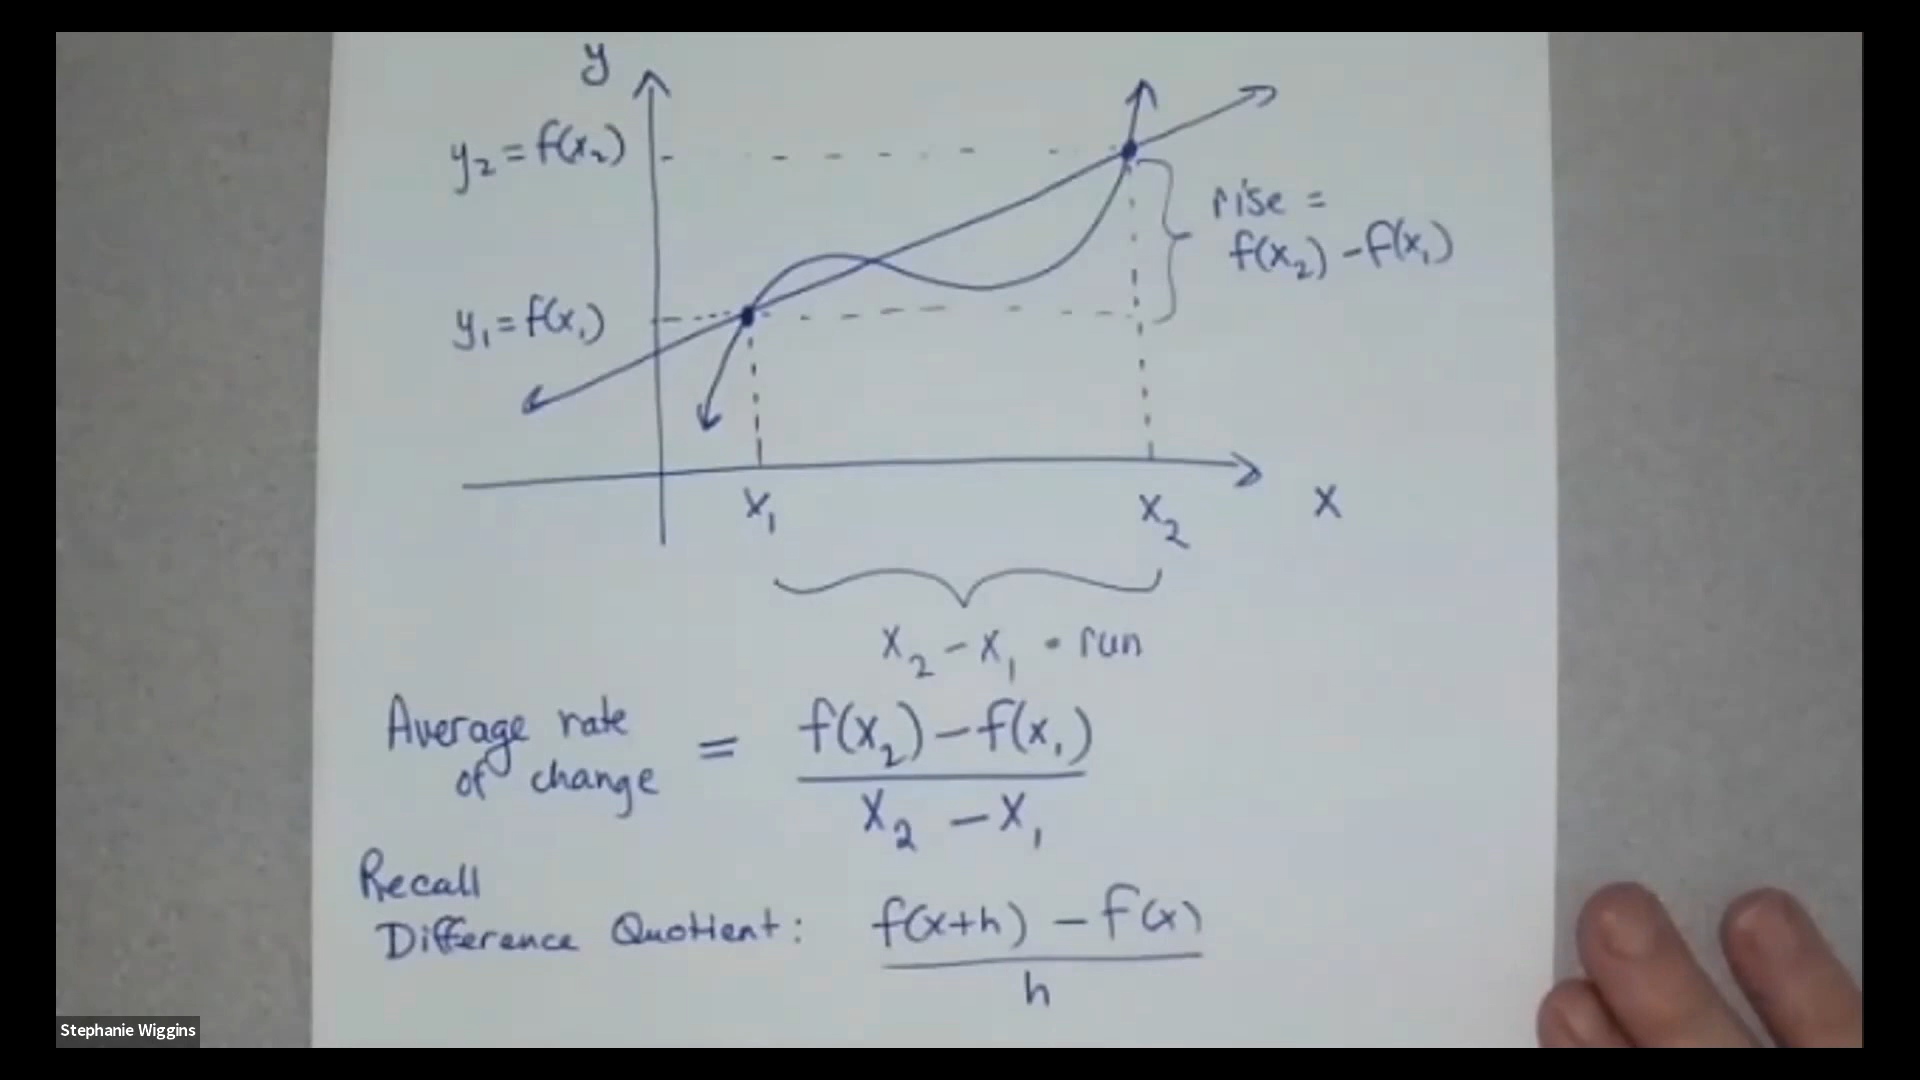 y
y₂ = f(x₂)
rise =
f(x₂) - f(x₁)
y₁ = f(x₁)
x₁
x₂
x
x₂ - x₁ = run
Average rate of change = f(x₂) - f(x₁) / x₂ - x₁
Recall
Difference Quotient: f(x+h) - f(x) / h
Stephanie Wiggins